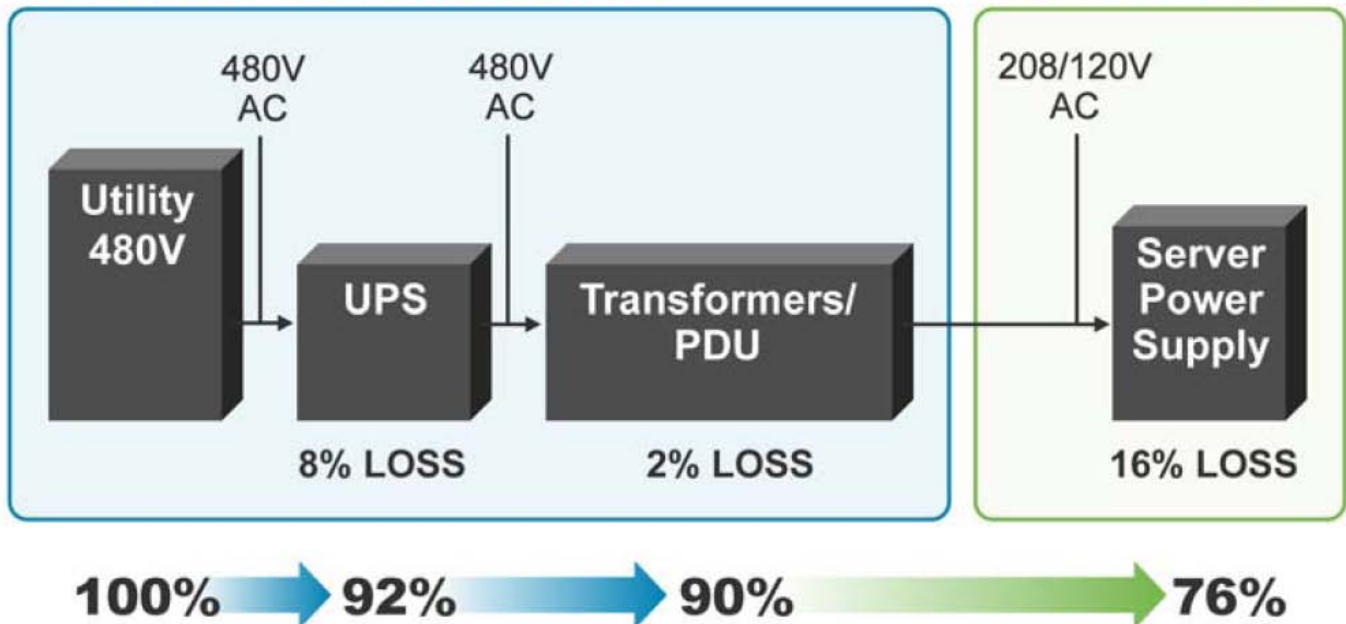 480V
AC
480V
AC
208/120V
AC
Utility
480V
UPS
Transformers/
PDU
Server
Power
Supply
8% LOSS
2% LOSS
16% LOSS
100%
92%
90%
76%